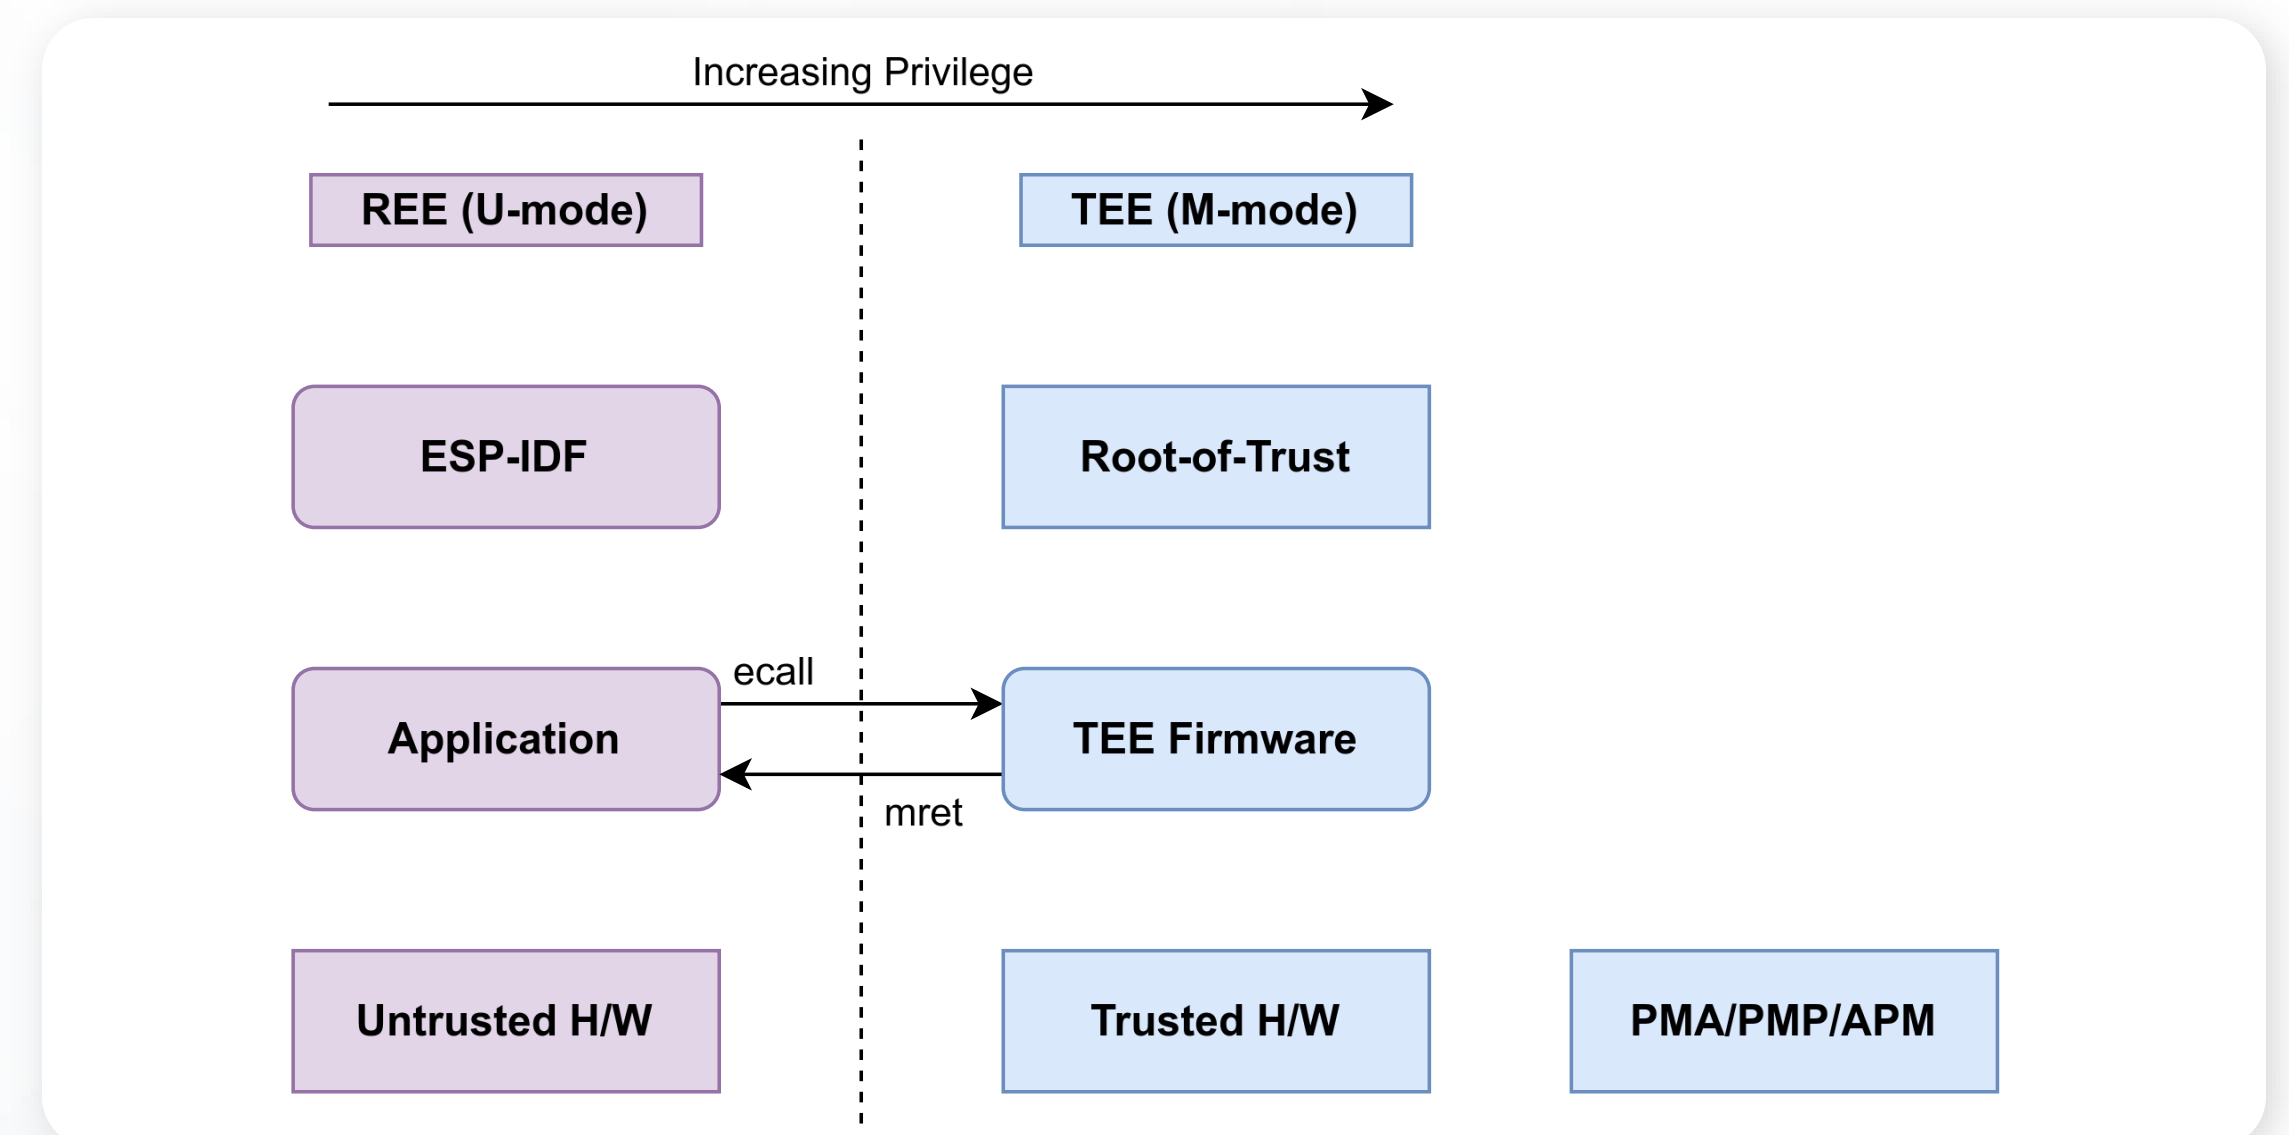 Increasing Privilege
REE (U-mode)
TEE (M-mode)
ESP-IDF
Root-of-Trust
ecall
Application
TEE Firmware
mret
Untrusted H/W
Trusted H/W
PMA/PMP/APM